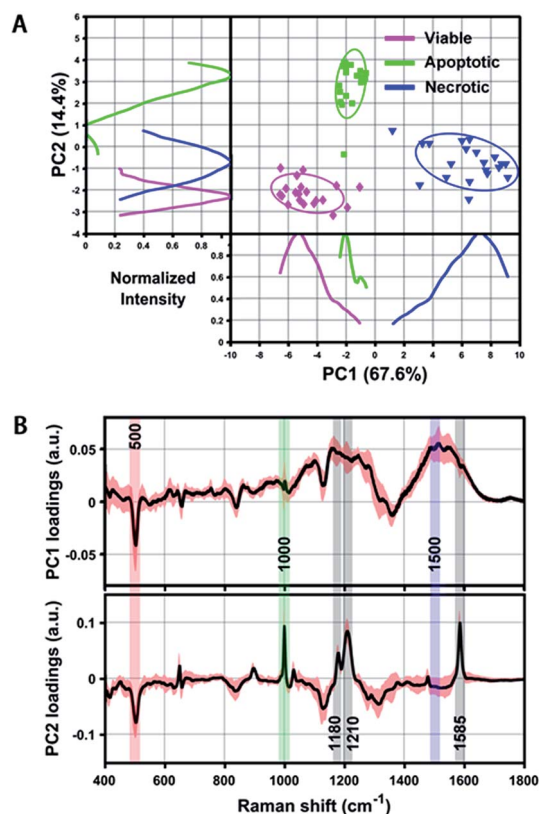 A
Viable
Apoptotic
Necrotic
PC2 (14.4%)
6
5
4
3
2
1
0
-1
-2
-3
-4
0 0.2 0.4 0.6 0.8
-10
Normalized
Intensity
0.8
0.6
0.4
0.2
0
-10 -8 -6 -4 -2 0 2 4 6 8 10
PC1 (67.6%)
B
PC1 loadings (a.u.)
0.05
0
-0.05
500
1000
1500
PC2 loadings (a.u.)
0.1
0
-0.1
1180
1210
1585
400 600 800 1000 1200 1400 1600 1800
Raman shift (cm⁻¹)